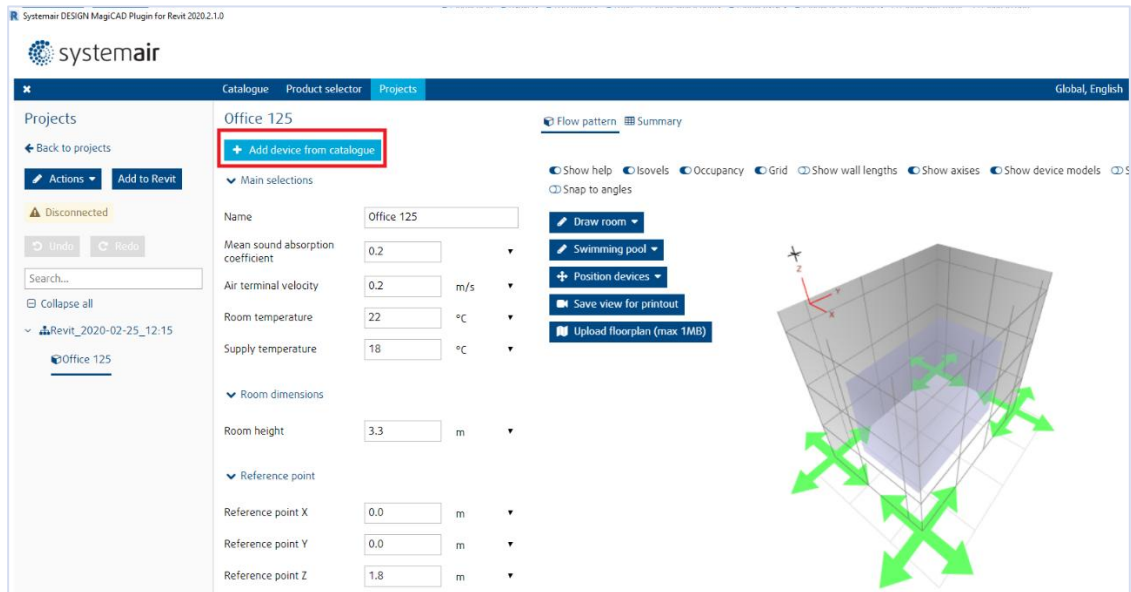 Systemair DESIGN MagiCAD Plugin for Revit 2020.2.1.0
systemair
Catalogue Product selector Projects Global, English
Projects
Back to projects
Actions Add to Revit
Disconnected
Undo Redo
Search...
Collapse all
Revit_2020-02-25_12:15
Office 125
Office 125
Add device from catalogue
Main selections
Name Office 125
Mean sound absorption
coefficient 0.2
Air terminal velocity 0.2 m/s
Room temperature 22 °C
Supply temperature 18 °C
Room dimensions
Room height 3.3 m
Reference point
Reference point X 0.0 m
Reference point Y 0.0 m
Reference point Z 1.8 m
Flow pattern Summary
Show help Isovels Occupancy Grid Show wall lengths Show axises Show device models
Snap to angles
Draw room
Swimming pool
Position devices
Save view for printout
Upload floorplan (max 1MB)
Z
Y
X